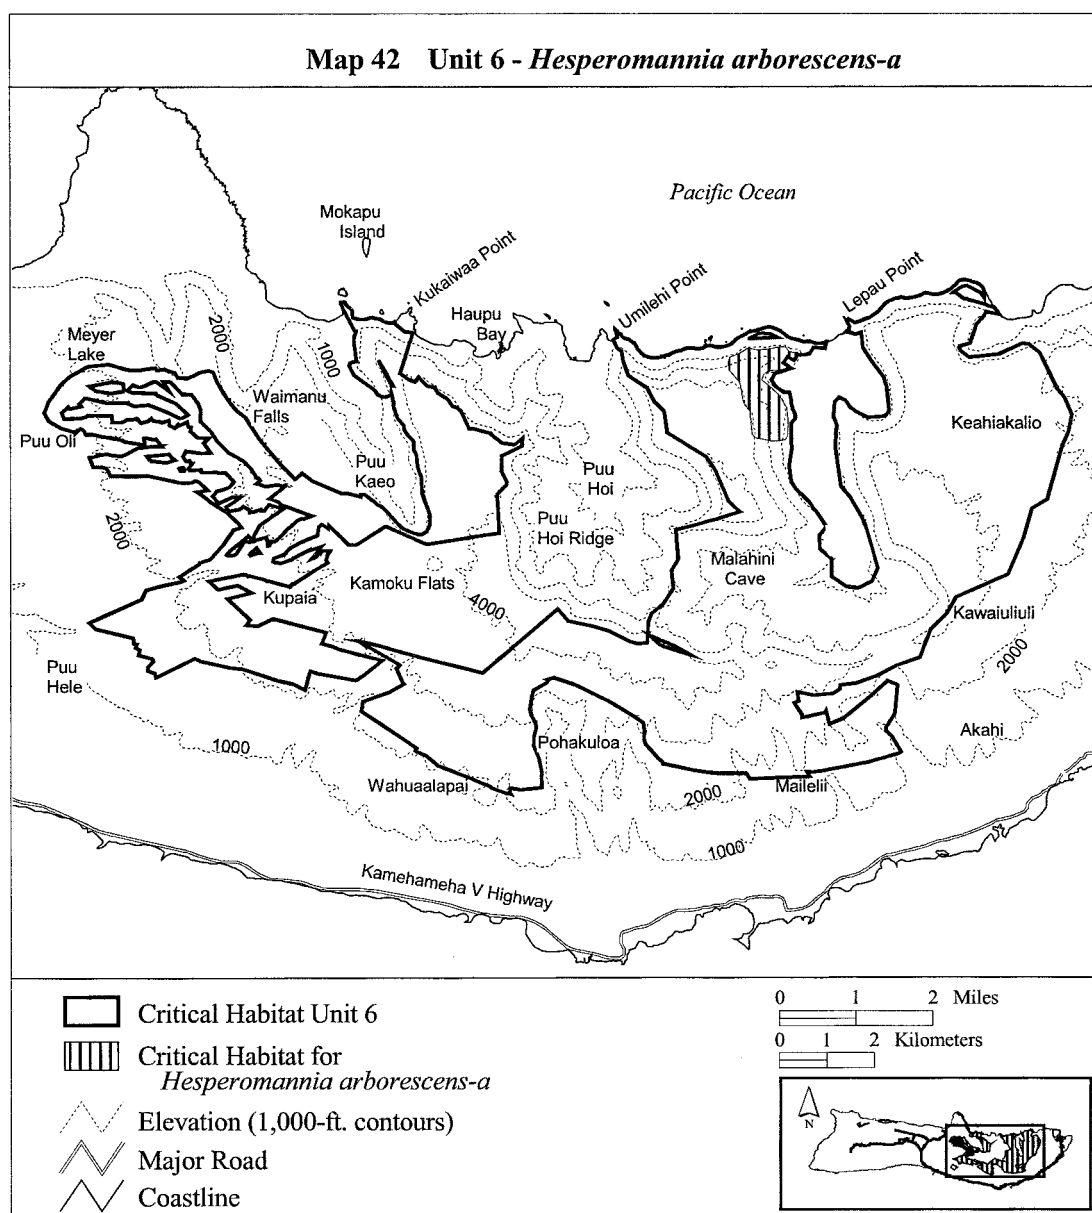 Map 42 Unit 6 - Hesperomannia arborescens-a
Pacific Ocean
Mokapu
Island
Kukaiwaa Point
Umilehi Point
Lepau Point
Haupu
Bay
2000
1000
Meyer
Lake
Waimanu
Falls
Puu Oli
Keahiakalio
Puu
Kaeo
Puu
Hoi
Puu
Hoi Ridge
2000
Malahini
Cave
Kamoku Flats
Kupaia
4000
Kawaiuliuli
2000
Puu
Hele
1000
Akahi
Pohakuloa
Wahuaalapai
Mailelii
2000
1000
Kamehameha V Highway
Critical Habitat Unit 6
Critical Habitat for
Hesperomannia arborescens-a
Elevation (1,000-ft. contours)
Major Road
Coastline
0 1 2 Miles
0 1 2 Kilometers
N